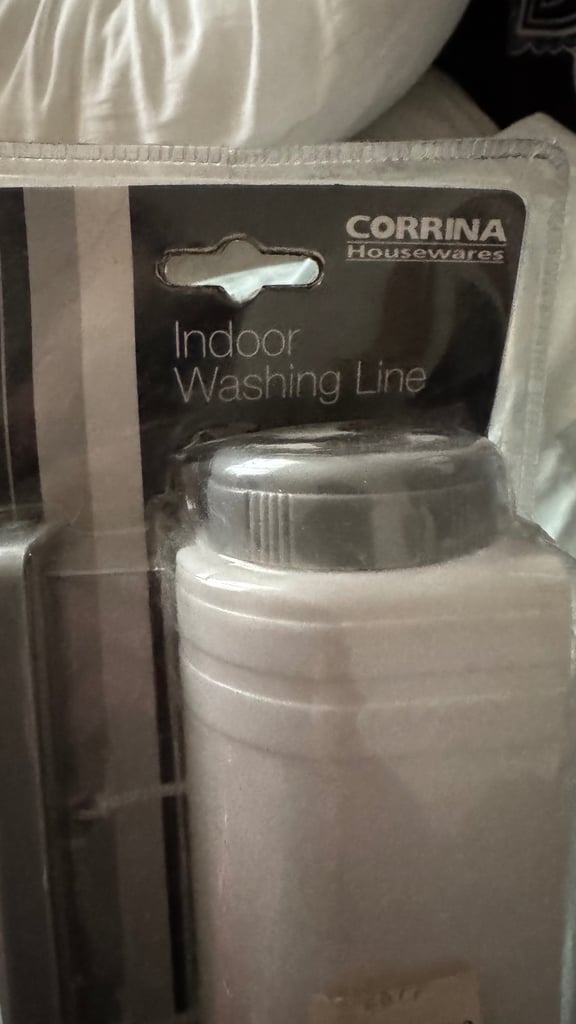 CORRINA
Housewares
Indoor
Washing Line